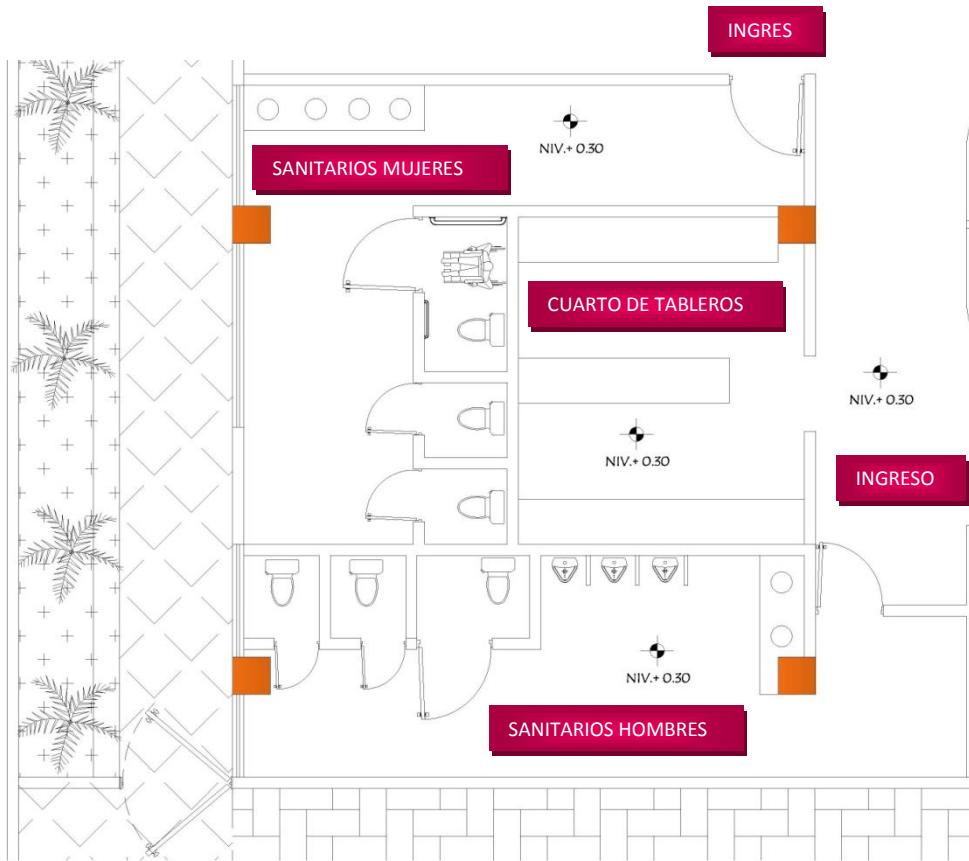 INGRES
NIV.+ 0.30
SANITARIOS MUJERES
CUARTO DE TABLEROS
NIV.+ 0.30
NIV.+ 0.30
INGRESO
NIV.+ 0.30
SANITARIOS HOMBRES